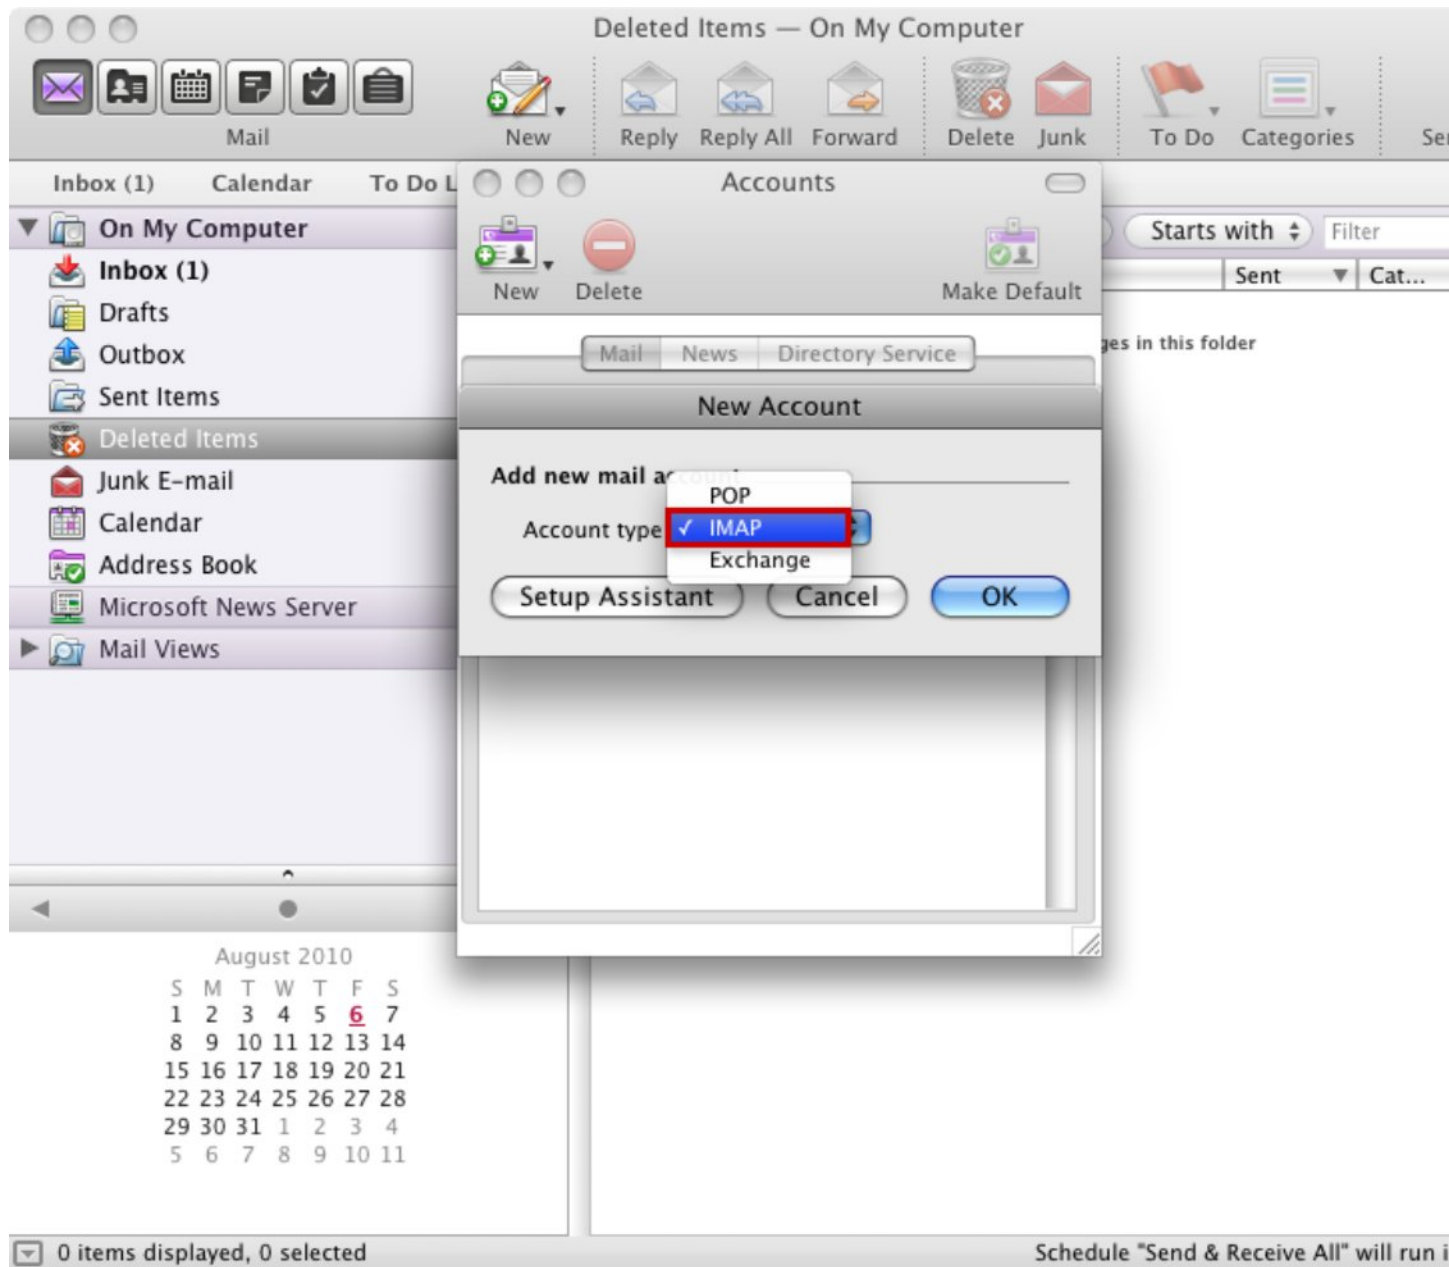 Deleted Items — On My Computer
Mail
New
Reply
Reply All
Forward
Delete
Junk
To Do
Categories
Inbox (1)
Calendar
To Do L
Accounts
New
Delete
Make Default
Mail
News
Directory Service
New Account
Add new mail account
Account type
POP
✓ IMAP
Exchange
Setup Assistant
Cancel
OK
On My Computer
Inbox (1)
Drafts
Outbox
Sent Items
Deleted Items
Junk E-mail
Calendar
Address Book
Microsoft News Server
Mail Views
Starts with
Filter
Sent
Cat...
in this folder
August 2010
S M T W T F S
1 2 3 4 5 6 7
8 9 10 11 12 13 14
15 16 17 18 19 20 21
22 23 24 25 26 27 28
29 30 31 1 2 3 4
5 6 7 8 9 10 11
0 items displayed, 0 selected
Schedule "Send & Receive All" will run i